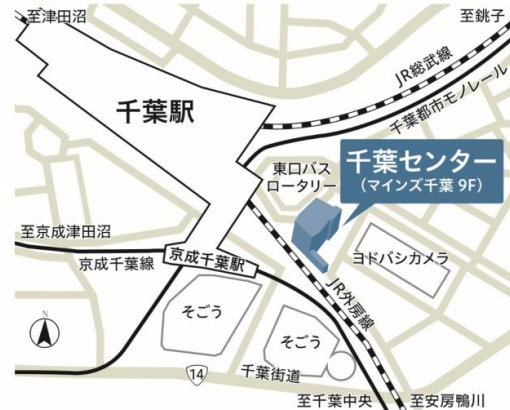 至津田沼
至銚子
JR総武線
千葉都市モノレール
千葉駅
東口バス
ロータリー
千葉センター
（マインズ千葉 9F）
至京成津田沼
京成千葉線
京成千葉駅
ヨドバシカメラ
JR外房線
そごう
そごう
14
千葉街道
至千葉中央
至安房鴨川
N